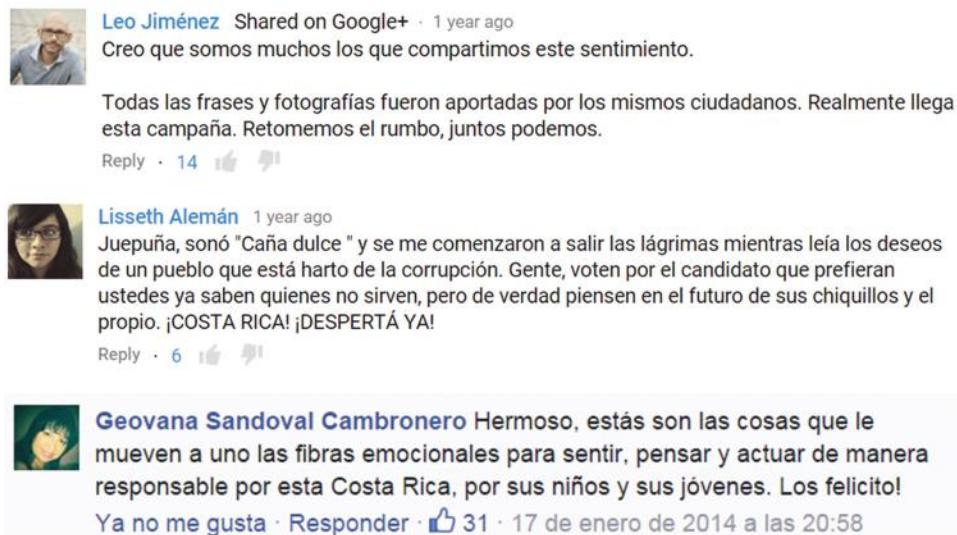 Leo Jiménez Shared on Google+ · 1 year ago
Creo que somos muchos los que compartimos este sentimiento.
Todas las frases y fotografías fueron aportadas por los mismos ciudadanos. Realmente llega
esta campaña. Retomemos el rumbo, juntos podemos.
Reply · 14
Lisseth Alemán 1 year ago
Juepuña, sonó "Caña dulce " y se me comenzaron a salir las lágrimas mientras leía los deseos
de un pueblo que está harto de la corrupción. Gente, voten por el candidato que prefieran
ustedes ya saben quienes no sirven, pero de verdad piensen en el futuro de sus chiquillos y el
propio. ¡COSTA RICA! ¡DESPERTÁ YA!
Reply · 6
Geovana Sandoval Cambronero Hermoso, estás son las cosas que le
mueven a uno las fibras emocionales para sentir, pensar y actuar de manera
responsable por esta Costa Rica, por sus niños y sus jóvenes. Los felicito!
Ya no me gusta · Responder · 31 · 17 de enero de 2014 a las 20:58